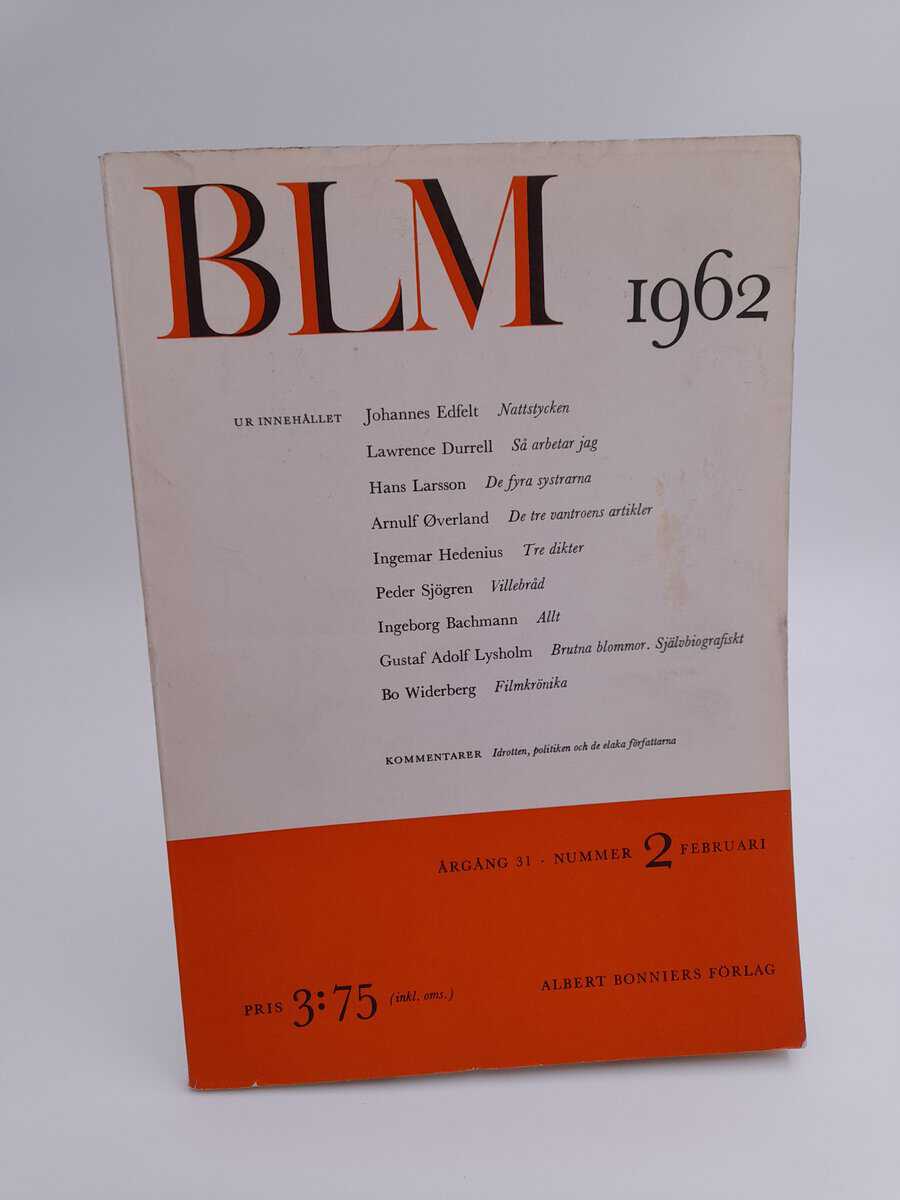 BLM 1962
UR INNEHÅLLET Johannes Edfelt Nattstycken
Lawrence Durrell Så arbetar jag
Hans Larsson De fyra systrarna
Arnulf Øverland De tre vantroens artikler
Ingemar Hedenius Tre dikter
Peder Sjögren Villebråd
Ingeborg Bachmann Allt
Gustaf Adolf Lysholm Brutna blommor. Självbiografiskt
Bo Widerberg Filmkrönika
KOMMENTARER Idrotten, politiken och de elaka författarna
ÅRGÅNG 31 · NUMMER 2 FEBRUARI
PRIS 3:75 (inkl. oms.) ALBERT BONNIERS FÖRLAG